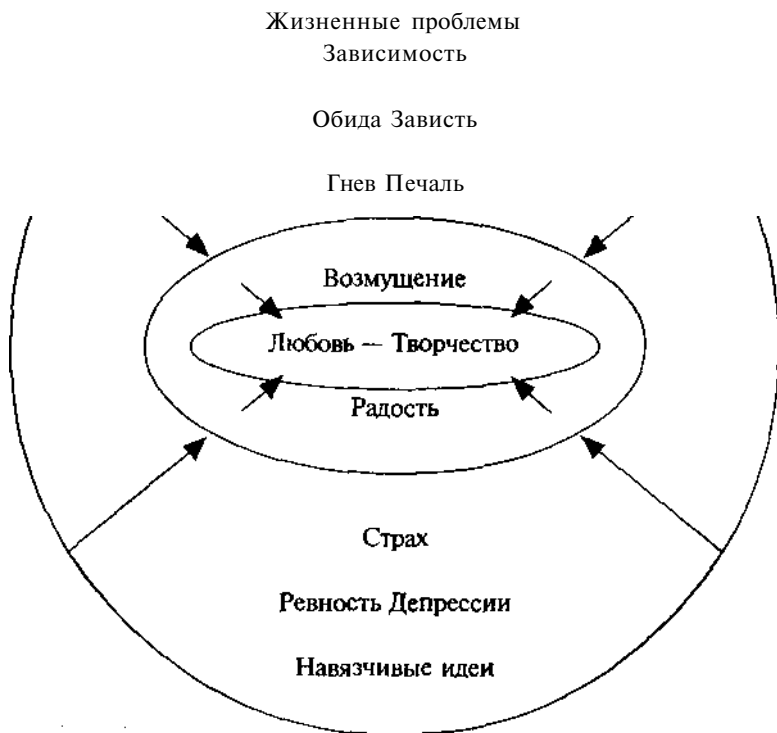 Жизненные проблемы
Зависимость
Обида Зависть
Гнев Печаль
Возмущение
Любовь — Творчество
Радость
Страх
Ревность Депрессии
Навязчивые идеи